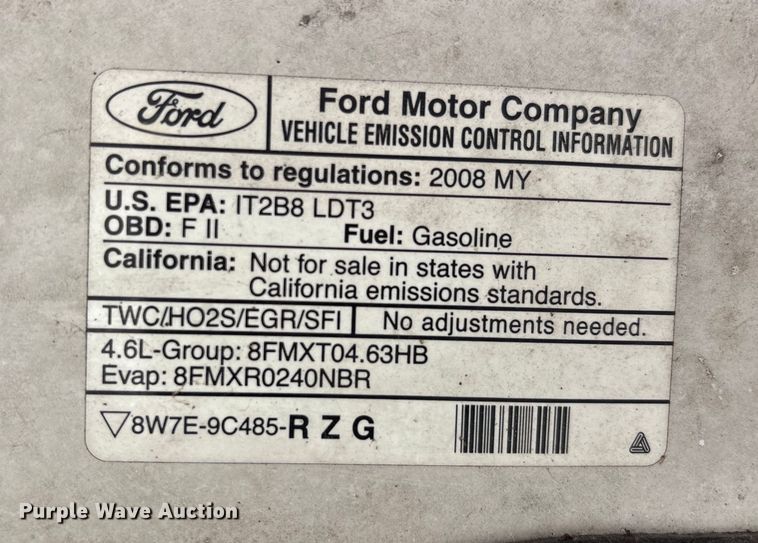 Ford
Ford Motor Company
VEHICLE EMISSION CONTROL INFORMATION
Conforms to regulations: 2008 MY
U.S. EPA: IT2B8 LDT3
OBD: F II Fuel: Gasoline
California: Not for sale in states with
California emissions standards.
TWC/HO2S/EGR/SFI No adjustments needed.
4.6L-Group: 8FMXT04.63HB
Evap: 8FMXR0240NBR
▽8W7E-9C485-R Z G
Purple Wave Auction